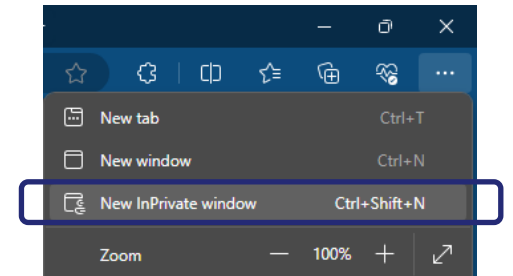 New tab Ctrl+T
New window Ctrl+N
New InPrivate window Ctrl+Shift+N
Zoom — 100% +